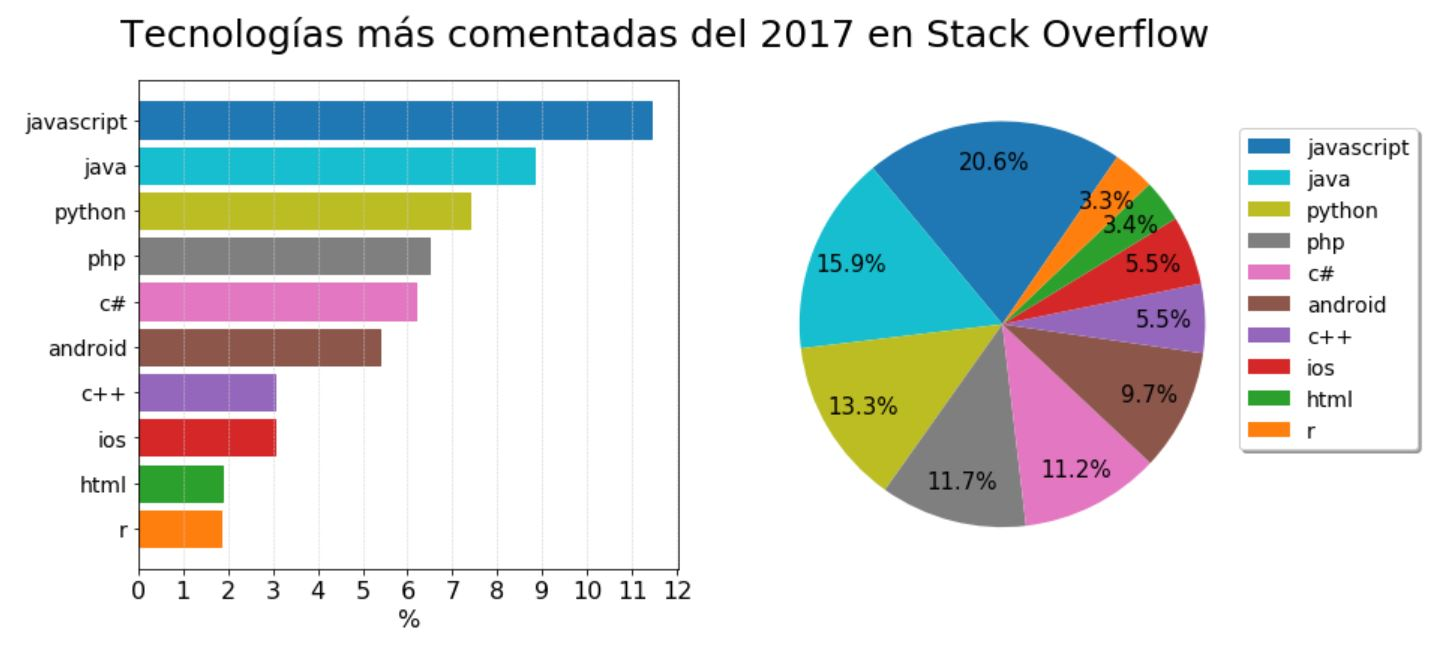 Tecnologías más comentadas del 2017 en Stack Overflow
javascript
java
python
php
c#
android
c++
ios
html
r
0 1 2 3 4 5 6 7 8 9 10 11 12
%
20.6%
15.9%
13.3%
11.7%
11.2%
9.7%
5.5%
5.5%
3.4%
3.3%
javascript
java
python
php
c#
android
c++
ios
html
r